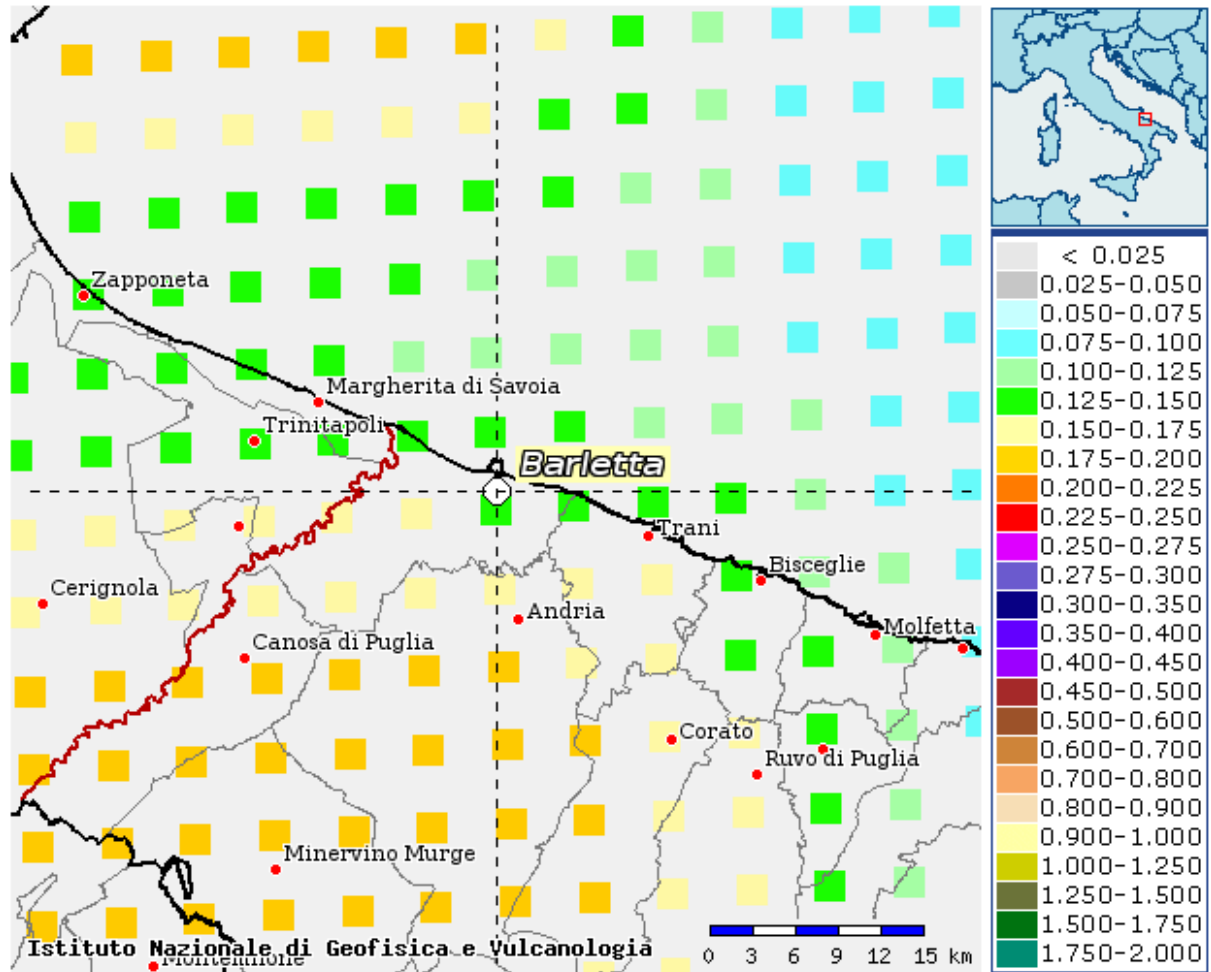 Zapponeta
Margherita di Savoia
Trinitapoli
Barletta
Trani
Bisceglie
Cerignola
Andria
Molfetta
Canosa di Puglia
Corato
Ruvo di Puglia
Minervino Murge
Istituto Nazionale di Geofisica e Vulcanologia
0 3 6 9 12 15 km
< 0.025
0.025-0.050
0.050-0.075
0.075-0.100
0.100-0.125
0.125-0.150
0.150-0.175
0.175-0.200
0.200-0.225
0.225-0.250
0.250-0.275
0.275-0.300
0.300-0.350
0.350-0.400
0.400-0.450
0.450-0.500
0.500-0.600
0.600-0.700
0.700-0.800
0.800-0.900
0.900-1.000
1.000-1.250
1.250-1.500
1.500-1.750
1.750-2.000